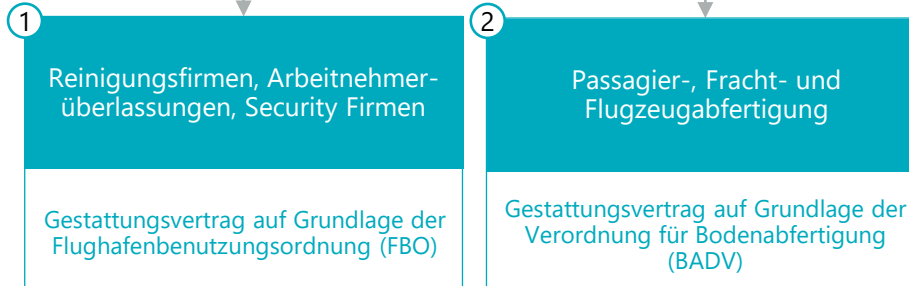 1
Reinigungsfirmen, Arbeitnehmer-
überlassungen, Security Firmen
Gestattungsvertrag auf Grundlage der
Flughafenbenutzungsordnung (FBO)
2
Passagier-, Fracht- und
Flugzeugabfertigung
Gestattungsvertrag auf Grundlage der
Verordnung für Bodenabfertigung
(BADV)